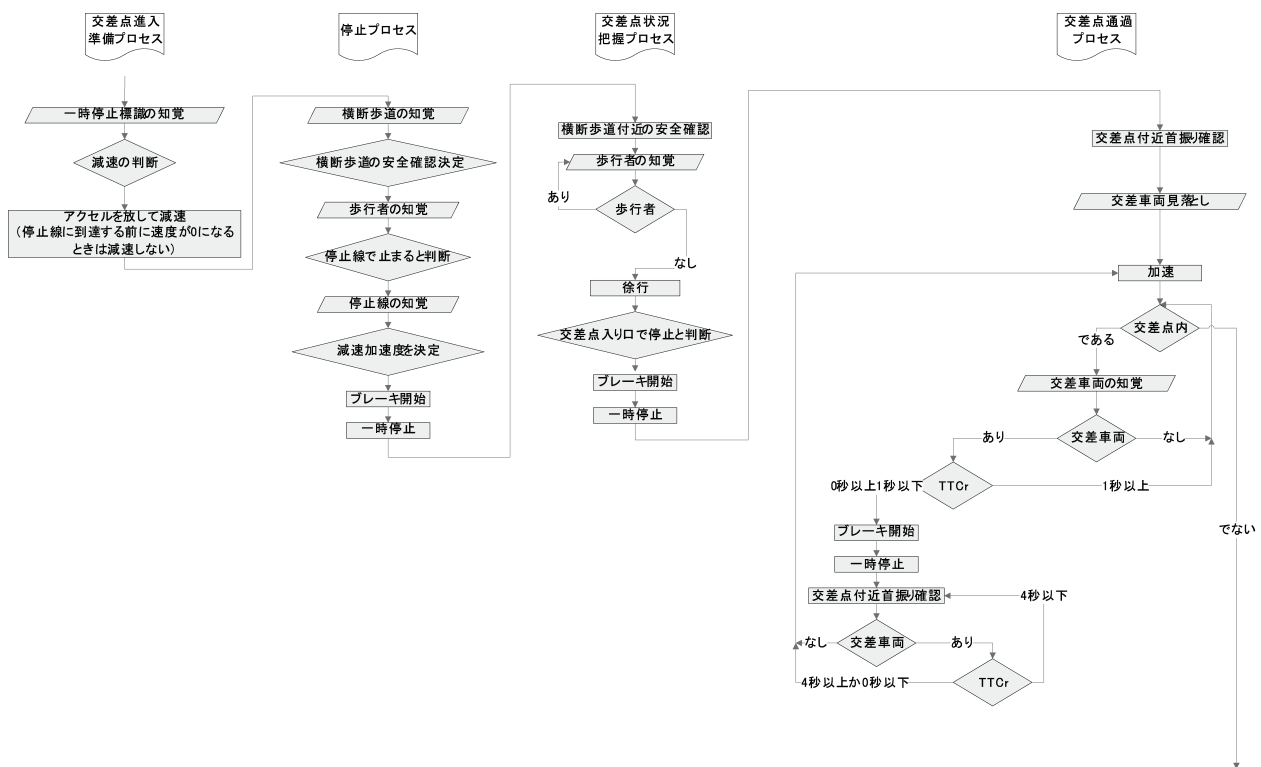 交差点進入
準備プロセス
一時停止標識の知覚
減速の判断
アクセルを放して減速
（停止線に到達する前に速度が0になる
ときは減速しない）
停止プロセス
横断歩道の知覚
横断歩道の安全確認決定
歩行者の知覚
停止線で止まると判断
停止線の知覚
減速加速度を決定
ブレーキ開始
一時停止
交差点状況
把握プロセス
横断歩道付近の安全確認
歩行者の知覚
あり
歩行者
なし
徐行
交差点入り口で停止と判断
ブレーキ開始
一時停止
交差点通過
プロセス
交差点付近首振り確認
交差車両見落とし
加速
交差点内
である
交差車両の知覚
あり
交差車両
なし
0秒以上1秒以下
TTCr
1秒以上
でない
ブレーキ開始
一時停止
交差点付近首振り確認
4秒以下
なし
交差車両
あり
4秒以上か0秒以下
TTCr